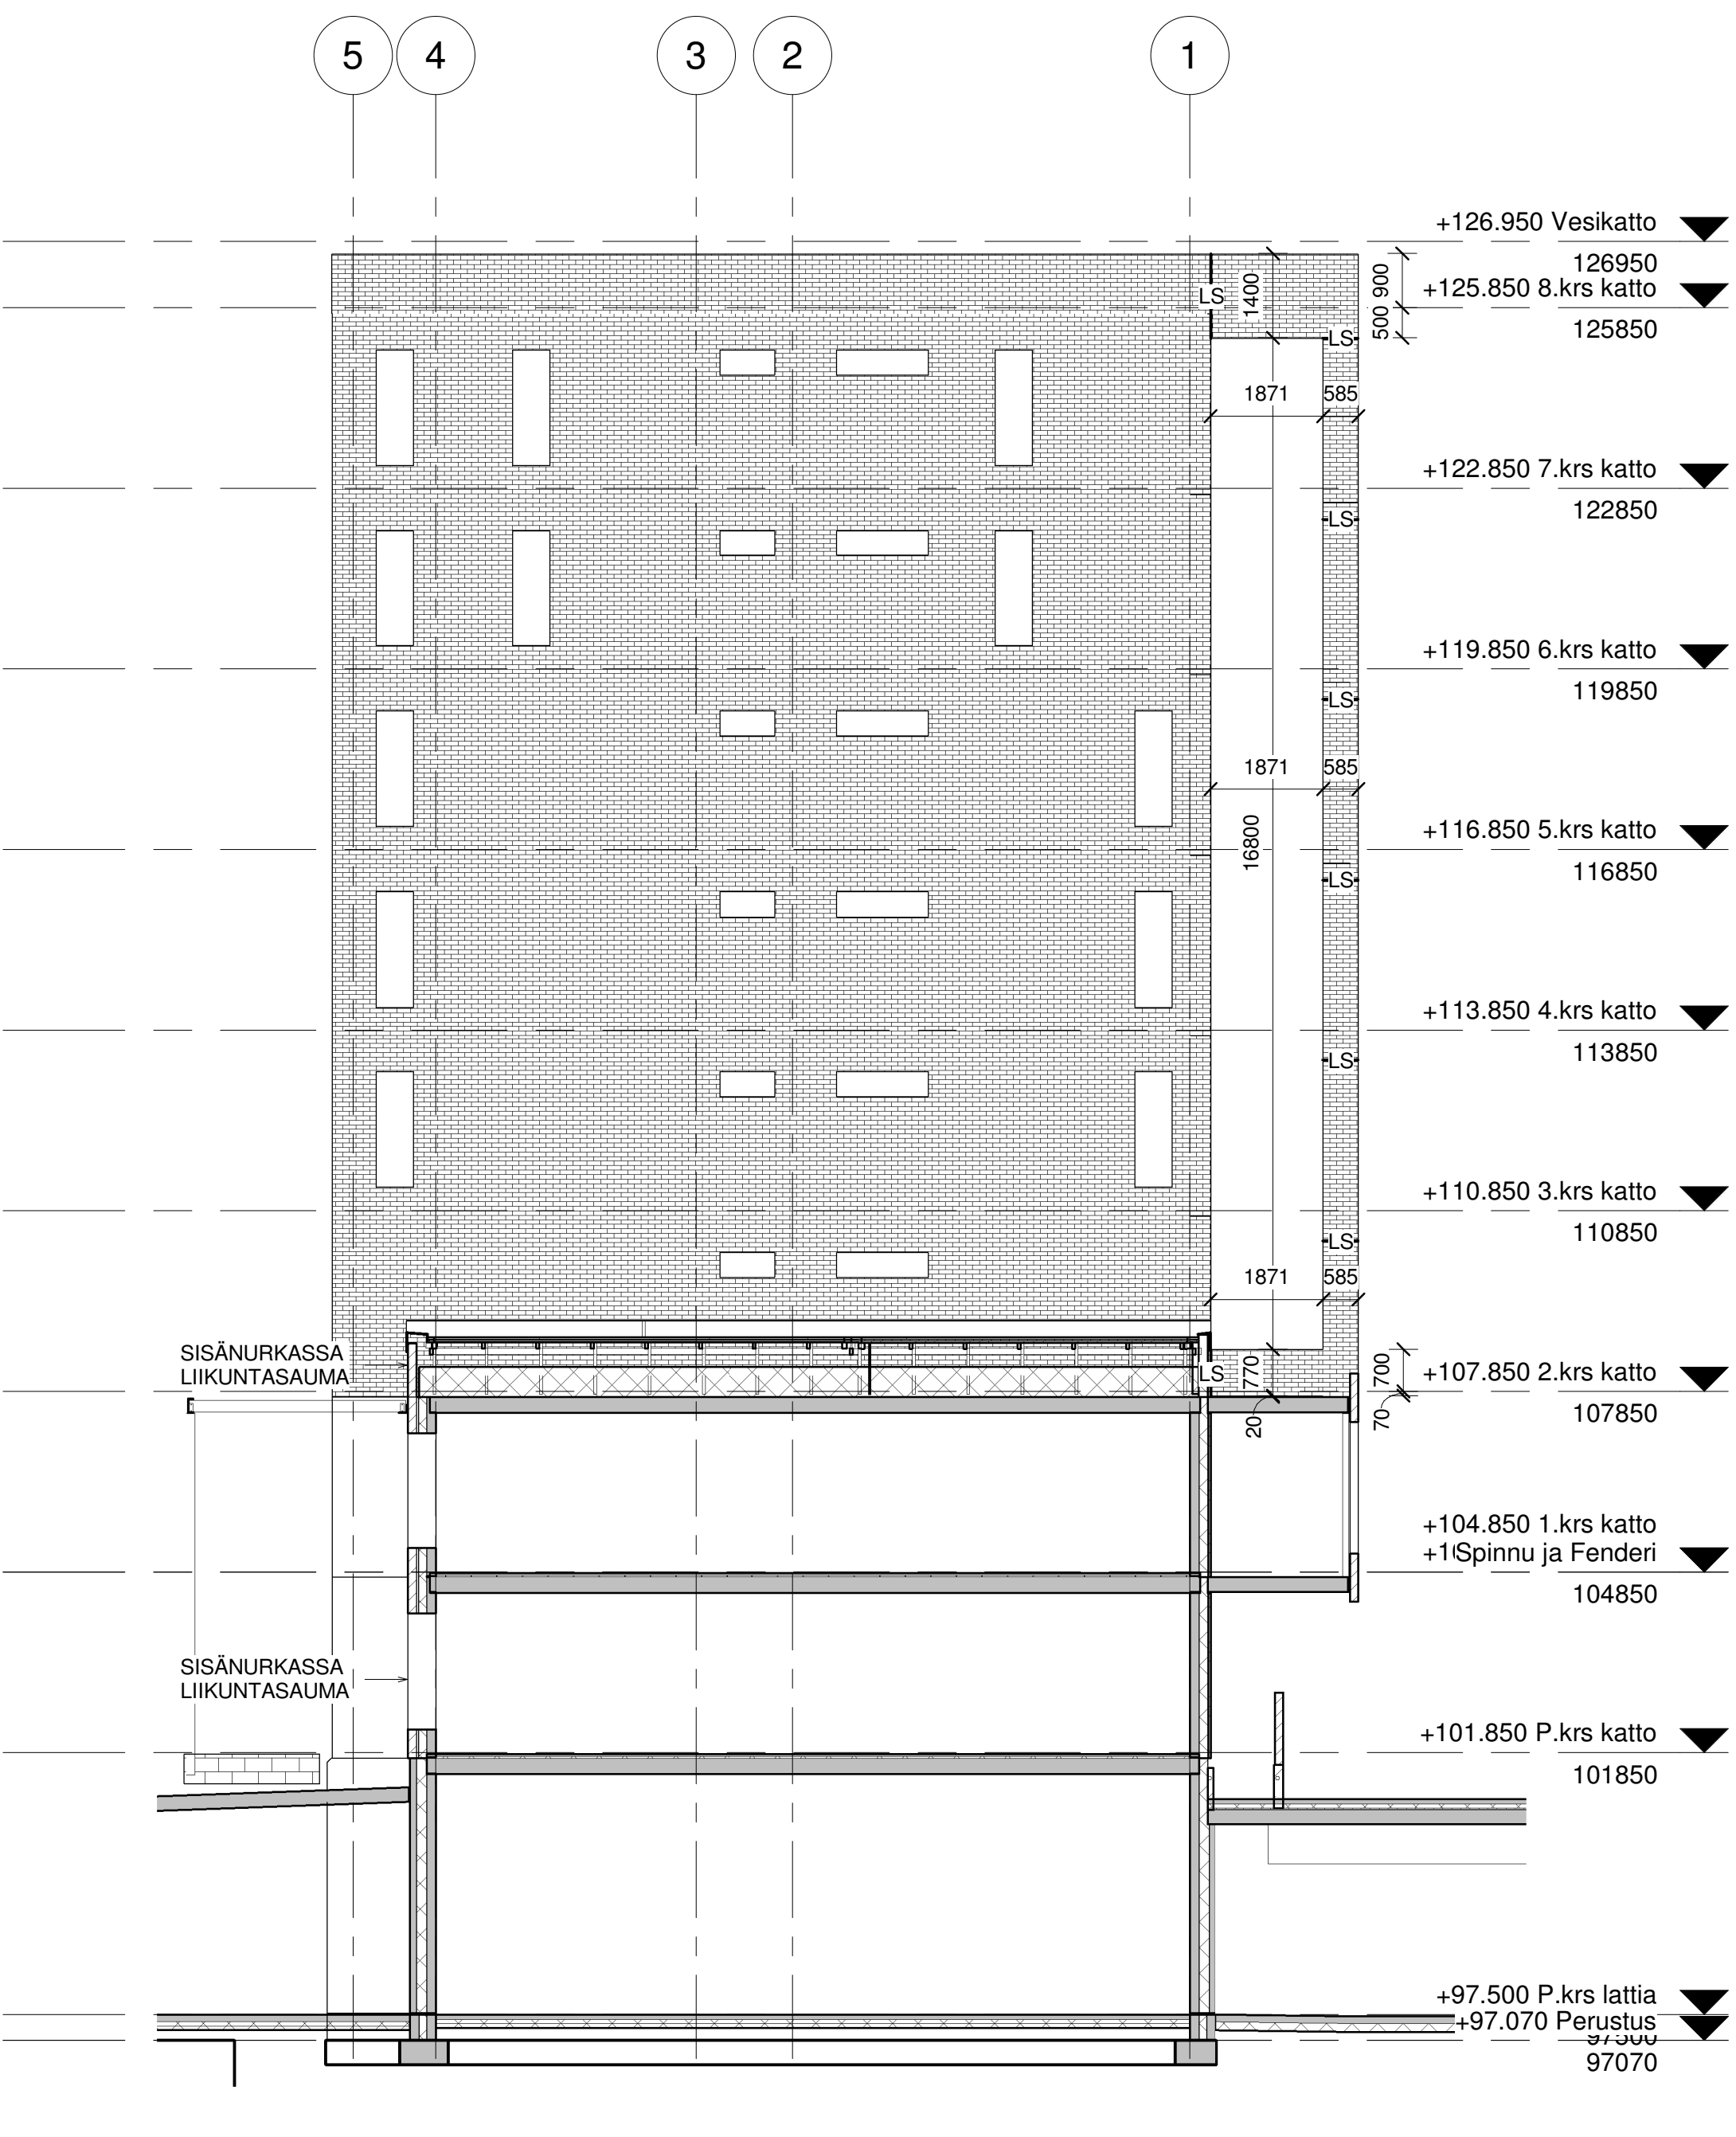 5 4 3 2 1
+126.950 Vesikatto
126950
+125.850 8.krs katto
125850
LS
1400
900
500
LS
1871 585
+122.850 7.krs katto
122850
LS
+119.850 6.krs katto
119850
LS
1871 585
16800
+116.850 5.krs katto
116850
LS
+113.850 4.krs katto
113850
LS
+110.850 3.krs katto
110850
LS
1871 585
SISÄNURKASSA
LIIKUNTASAUMA
LS
770
700
20
70
+107.850 2.krs katto
107850
+104.850 1.krs katto
Spinnu ja Fenderi
104850
SISÄNURKASSA
LIIKUNTASAUMA
+101.850 P.krs katto
101850
+97.500 P.krs lattia
+97.070 Perustus
97070